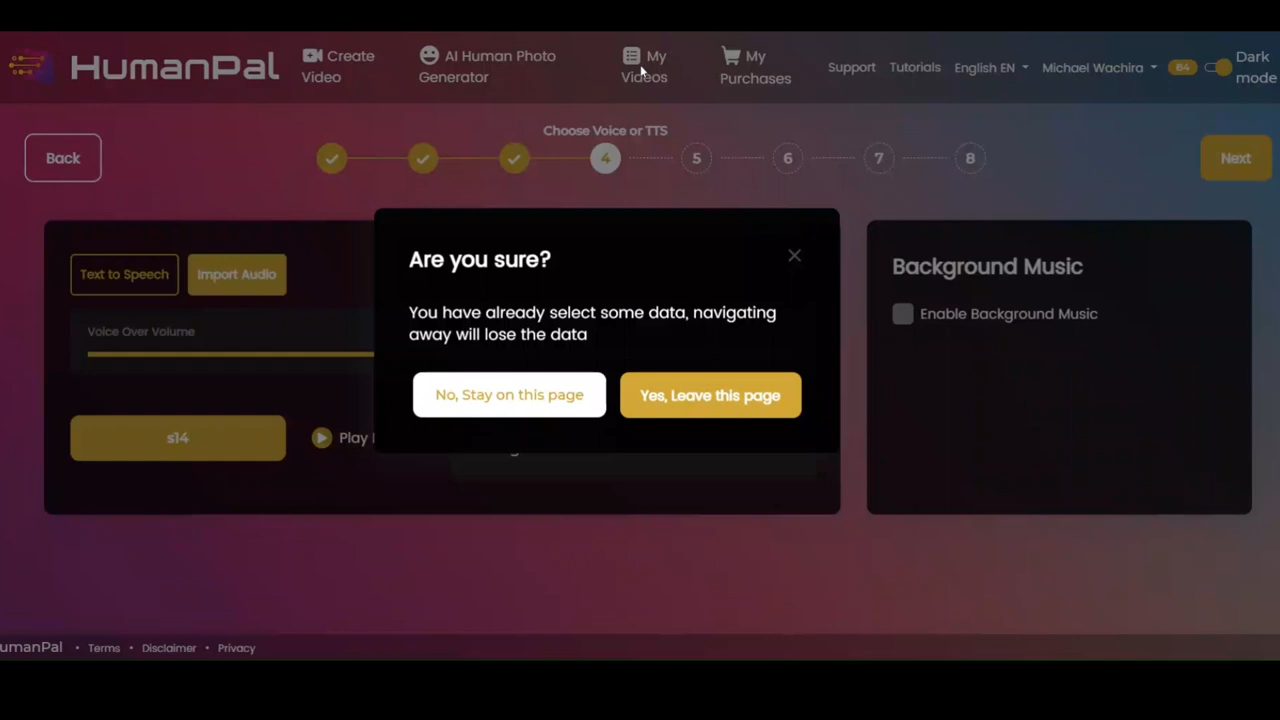 HumanPal
Create
Video
AI Human Photo
Generator
My
Videos
My
Purchases
Support
Tutorials
English EN
Michael Wachira
64
Dark
mode
Back
Choose Voice or TTS
4
5
6
7
8
Next
Text to Speech
Import Audio
Voice Over Volume
s14
Play
Are you sure?
You have already select some data, navigating
away will lose the data
No, Stay on this page
Yes, Leave this page
Background Music
Enable Background Music
umanPal • Terms • Disclaimer • Privacy